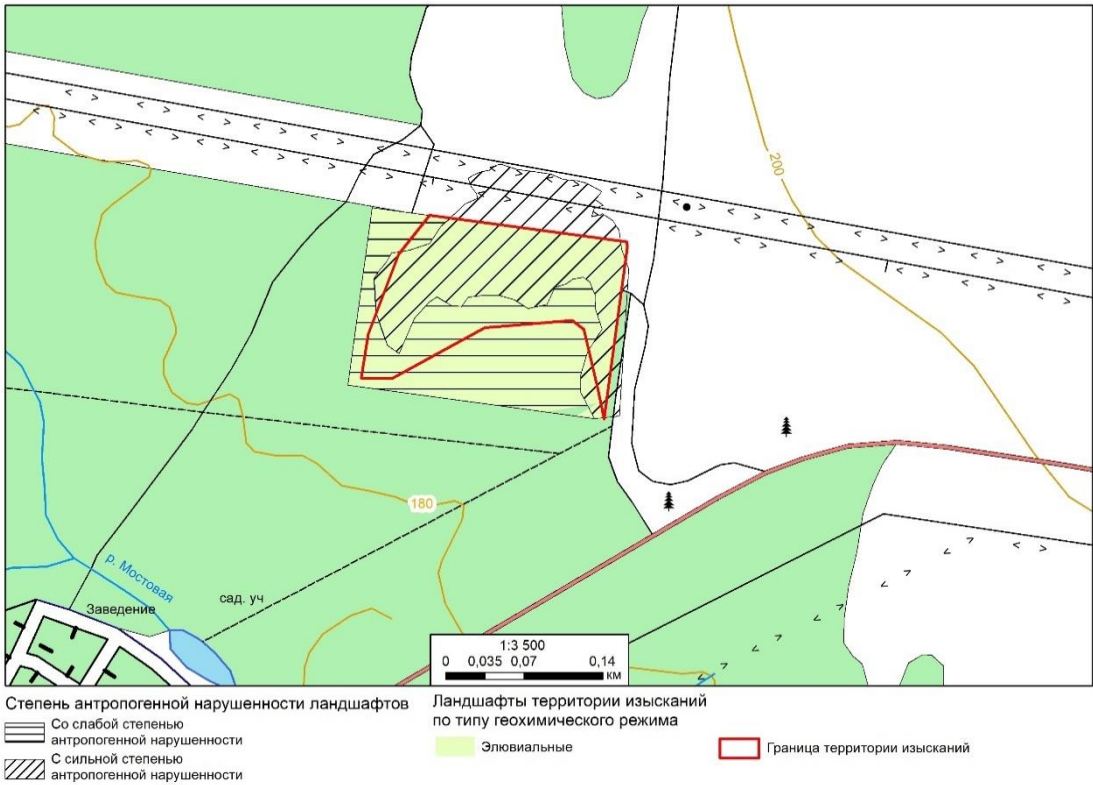 200
180
р. Мостовая
Заведение
сад. уч
1:3 500
0 0,035 0,07 0,14
км
Степень антропогенной нарушенности ландшафтов
Со слабой степенью
антропогенной нарушенности
С сильной степенью
антропогенной нарушенности
Ландшафты территории изысканий
по типу геохимического режима
Элювиальные
Граница территории изысканий